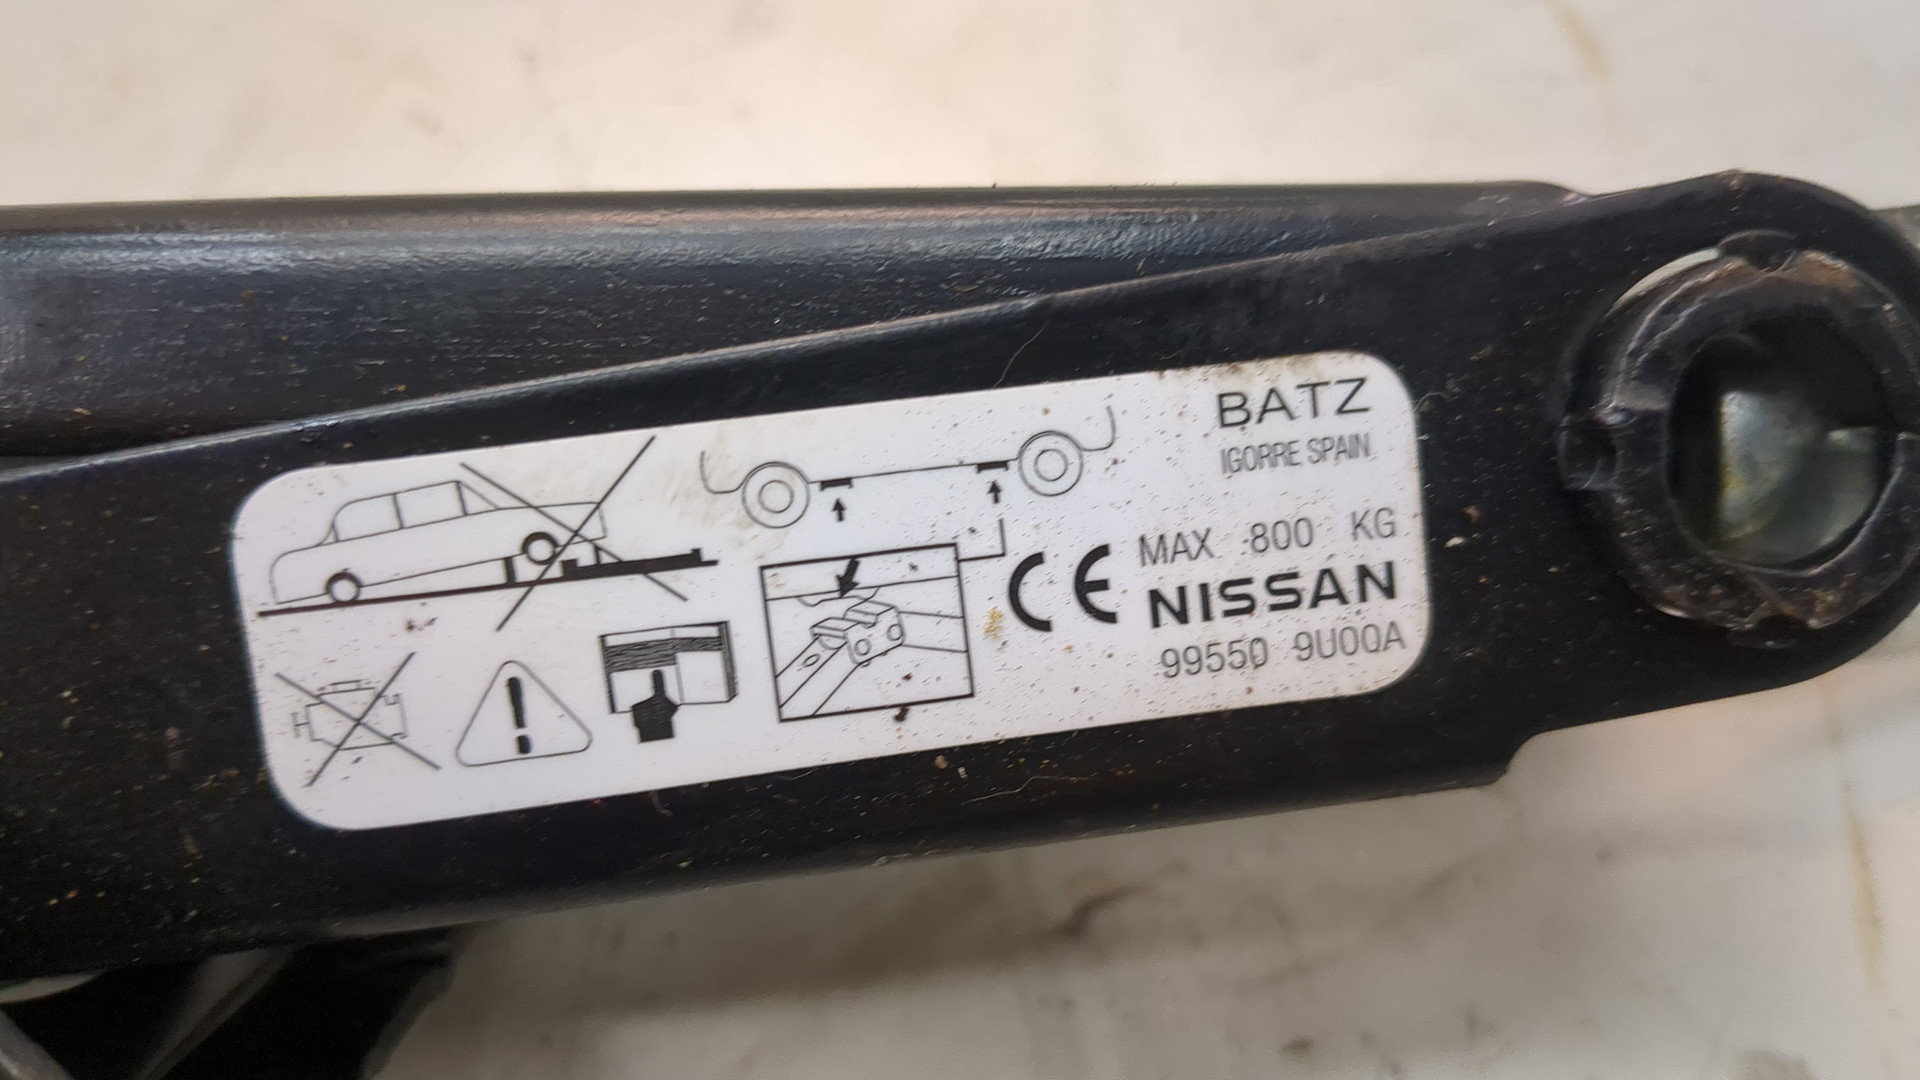 BATZ
IGORRE SPAIN
CE MAX 800 KG
NISSAN
99550 9U00A